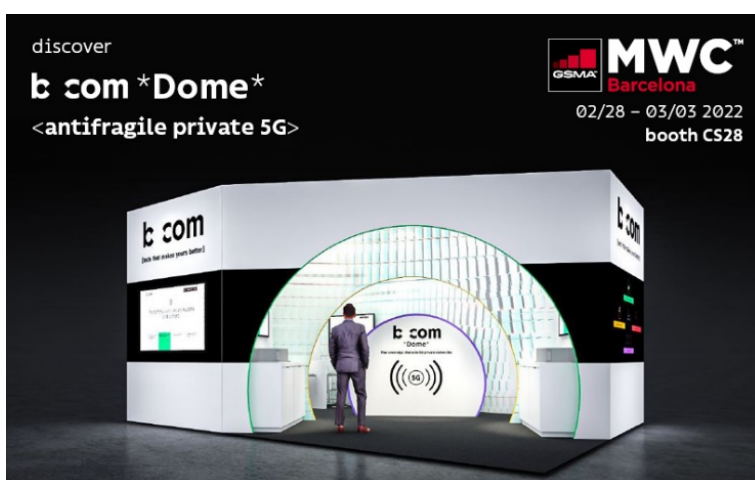 discover
b com *Dome*
<antifragile private 5G>
GSMA
MWC™
Barcelona
02/28 – 03/03 2022
booth CS28
b com
[tech that makes yours better]
b com
*Dome*
5G
b com